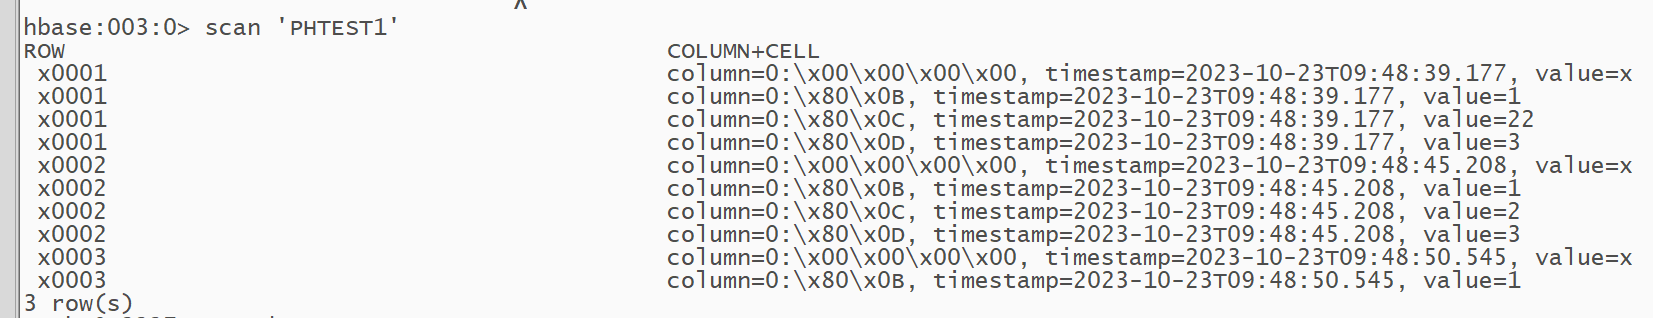 hbase:003:0> scan 'PHTEST1'
ROW COLUMN+CELL
x0001 column=0:\x00\x00\x00\x00, timestamp=2023-10-23T09:48:39.177, value=x
x0001 column=0:\x80\x0B, timestamp=2023-10-23T09:48:39.177, value=1
x0001 column=0:\x80\x0C, timestamp=2023-10-23T09:48:39.177, value=22
x0001 column=0:\x80\x0D, timestamp=2023-10-23T09:48:39.177, value=3
x0002 column=0:\x00\x00\x00\x00, timestamp=2023-10-23T09:48:45.208, value=x
x0002 column=0:\x80\x0B, timestamp=2023-10-23T09:48:45.208, value=1
x0002 column=0:\x80\x0C, timestamp=2023-10-23T09:48:45.208, value=2
x0002 column=0:\x80\x0D, timestamp=2023-10-23T09:48:45.208, value=3
x0003 column=0:\x00\x00\x00\x00, timestamp=2023-10-23T09:48:50.545, value=x
x0003 column=0:\x80\x0B, timestamp=2023-10-23T09:48:50.545, value=1
3 row(s)